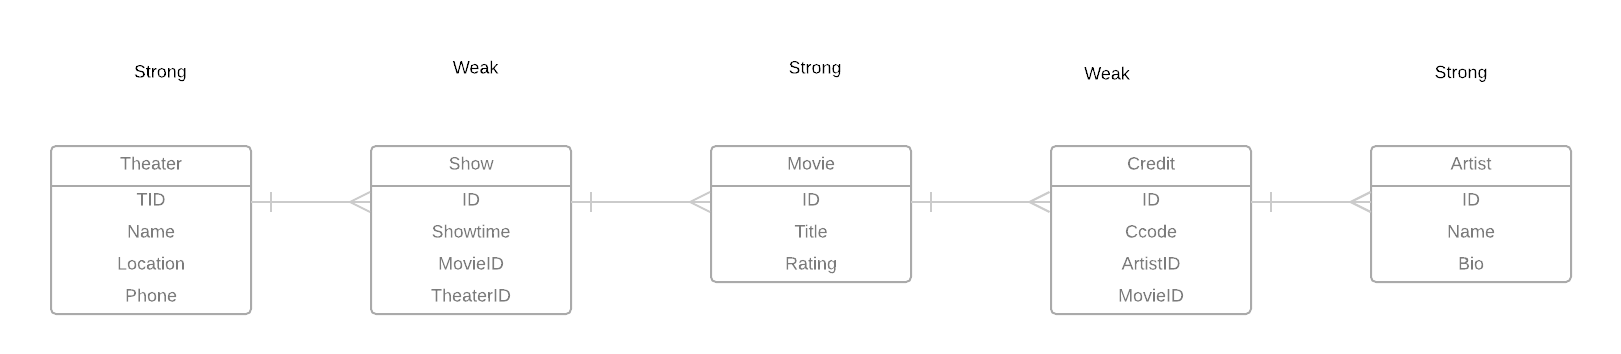 Strong
Weak
Strong
Weak
Strong
Theater
TID
Name
Location
Phone
Show
ID
Showtime
MovieID
TheaterID
Movie
ID
Title
Rating
Credit
ID
Ccode
ArtistID
MovieID
Artist
ID
Name
Bio